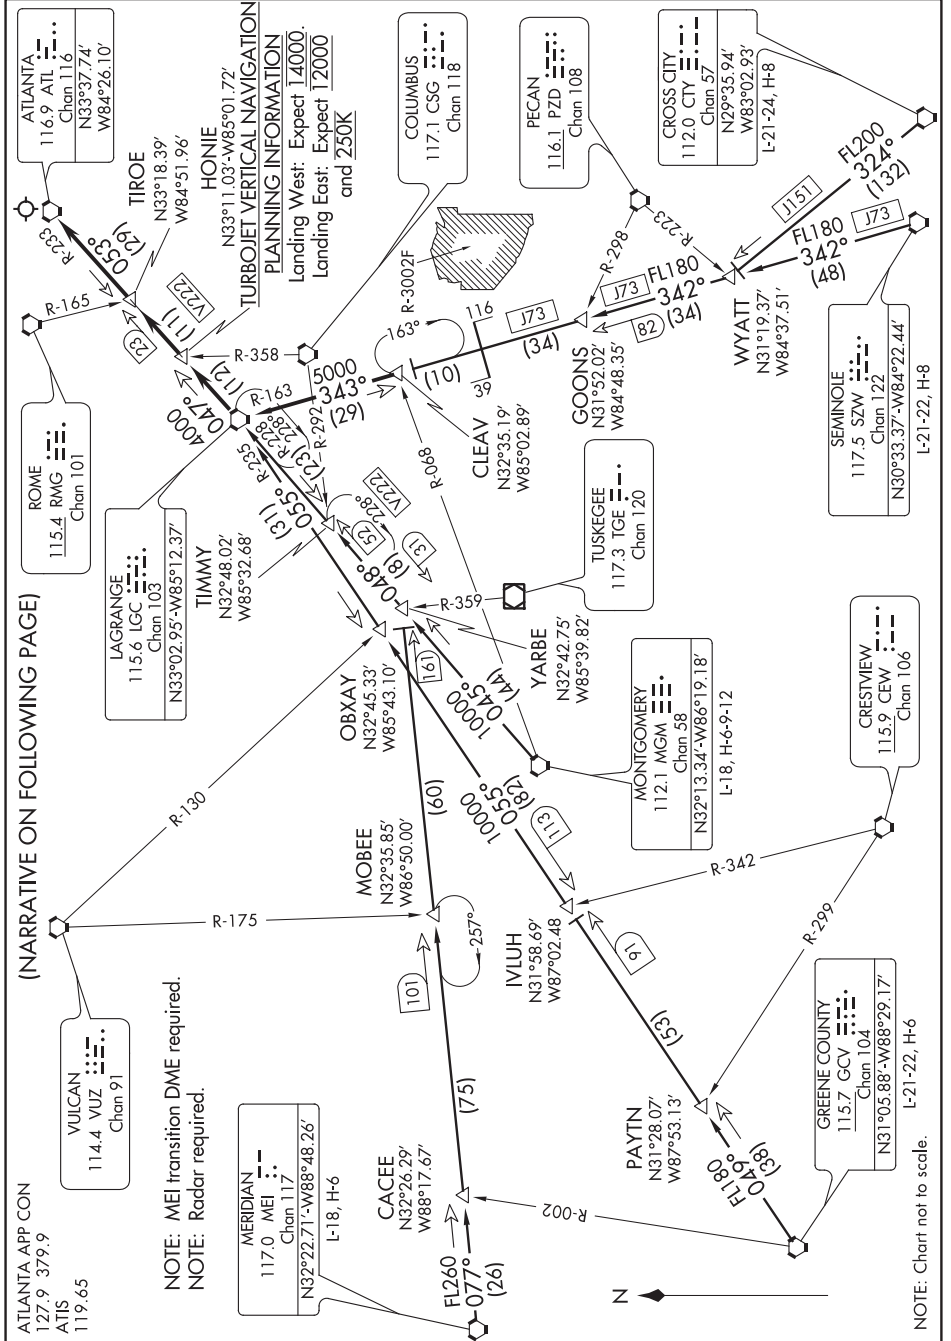 (NARRATIVE ON FOLLOWING PAGE)
ATLANTA APP CON
127.9 379.9
ATIS
119.65
NOTE: MEI transition DME required.
NOTE: Radar required.
VULCAN
114.4 VUZ
Chan 91
ROME
115.4 RMG
Chan 101
ATLANTA
116.9 ATL
Chan 116
N33°37.74'
W84°26.10'
TIROE
N33°18.39'
W84°51.96'
HONIE
N33°11.03'-W85°01.72'
TURBOJET VERTICAL NAVIGATION
PLANNING INFORMATION
Landing West: Expect 14000.
Landing East: Expect 12000
and 250K
LAGRANGE
115.6 LGC
Chan 103
N33°02.95'-W85°12.37'
COLUMBUS
117.1 CSG
Chan 118
PECAN
116.1 PZD
Chan 108
CROSS CITY
112.0 CTY
Chan 57
N29°35.94'
W83°02.93'
L-21-24, H-8
SEMINOLE
117.5 SZW
Chan 122
N30°33.37'-W84°22.44'
L-21-22, H-8
TUSKEGEE
117.3 TGE
Chan 120
MONTGOMERY
112.1 MGM
Chan 58
N32°13.34'-W86°19.18'
L-18, H-6-9-12
CRESTVIEW
115.9 CEW
Chan 106
GREENE COUNTY
115.7 GCV
Chan 104
N31°05.88'-W88°29.17'
L-21-22, H-6
MERIDIAN
117.0 MEI
Chan 117
N32°22.71'-W88°48.26'
L-18, H-6
CACEE
N32°26.29'
W88°17.67'
MOBEE
N32°35.85'
W86°50.00'
OBXAY
N32°45.33'
W85°43.10'
TIMMY
N32°48.02'
W85°32.68'
YARBE
N32°42.75'
W85°39.82'
CLEAV
N32°35.19'
W85°02.89'
GOONS
N31°52.02'
W84°48.35'
WYATT
N31°19.37'
W84°37.51'
IVLUH
N31°58.69'
W87°02.48
PAYTN
N31°28.07'
W87°53.13'
R-233
053°
(29)
R-165
23
V222
(11)
R-358
(12)
4000
047°
R-163
5000
343°
(29)
R-228
228°
R-292
R-235
(23)
055°
(31)
228°
V222
52
048°
(8)
31
R-359
R-068
163°
R-3002F
(10)
116
39
J73
(34)
R-298
J73
FL180
342°
(34)
82
R-223
J151
FL200
324°
(132)
J73
FL180
342°
(48)
161
(60)
R-130
R-175
257°
101
(75)
FL260
077°
(26)
R-002
10000
045°
(44)
10000
055°
(82)
113
91
(53)
R-342
R-299
FL180
049°
(38)
N
NOTE: Chart not to scale.